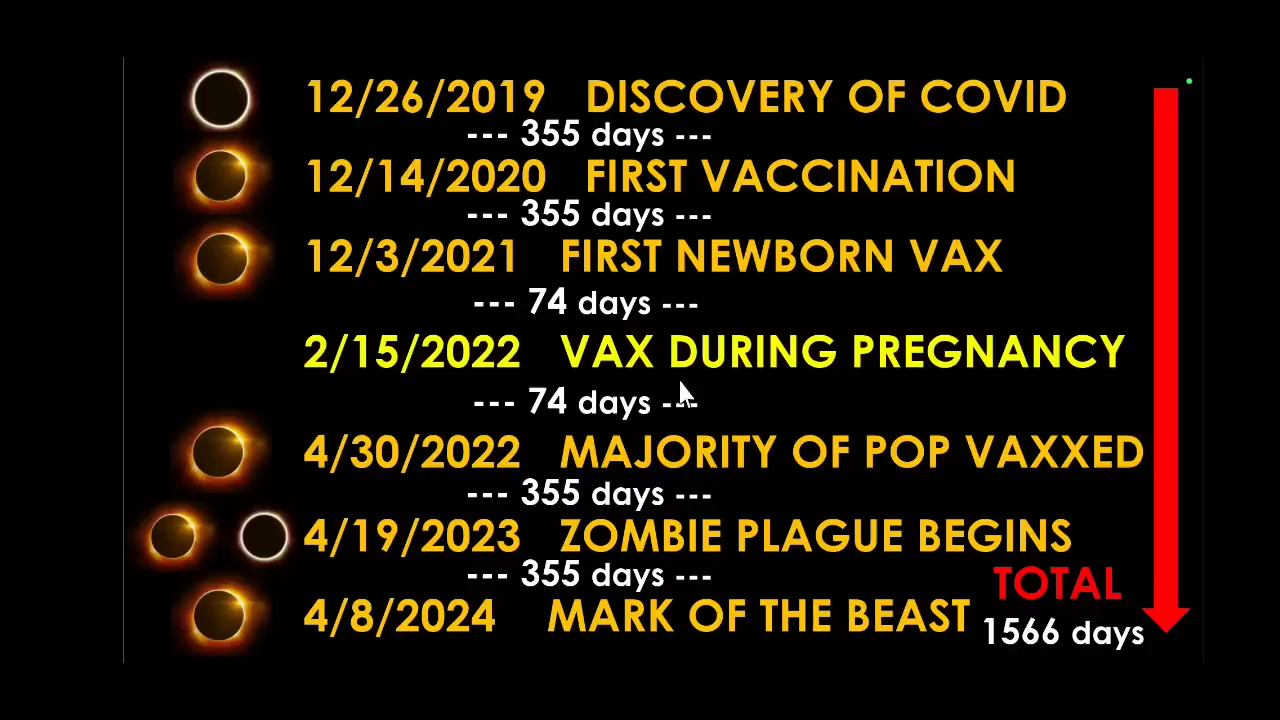 12/26/2019 DISCOVERY OF COVID
--- 355 days ---
12/14/2020 FIRST VACCINATION
--- 355 days ---
12/3/2021 FIRST NEWBORN VAX
--- 74 days ---
2/15/2022 VAX DURING PREGNANCY
--- 74 days ---
4/30/2022 MAJORITY OF POP VAXXED
--- 355 days ---
4/19/2023 ZOMBIE PLAGUE BEGINS
--- 355 days ---
TOTAL
4/8/2024 MARK OF THE BEAST
1566 days